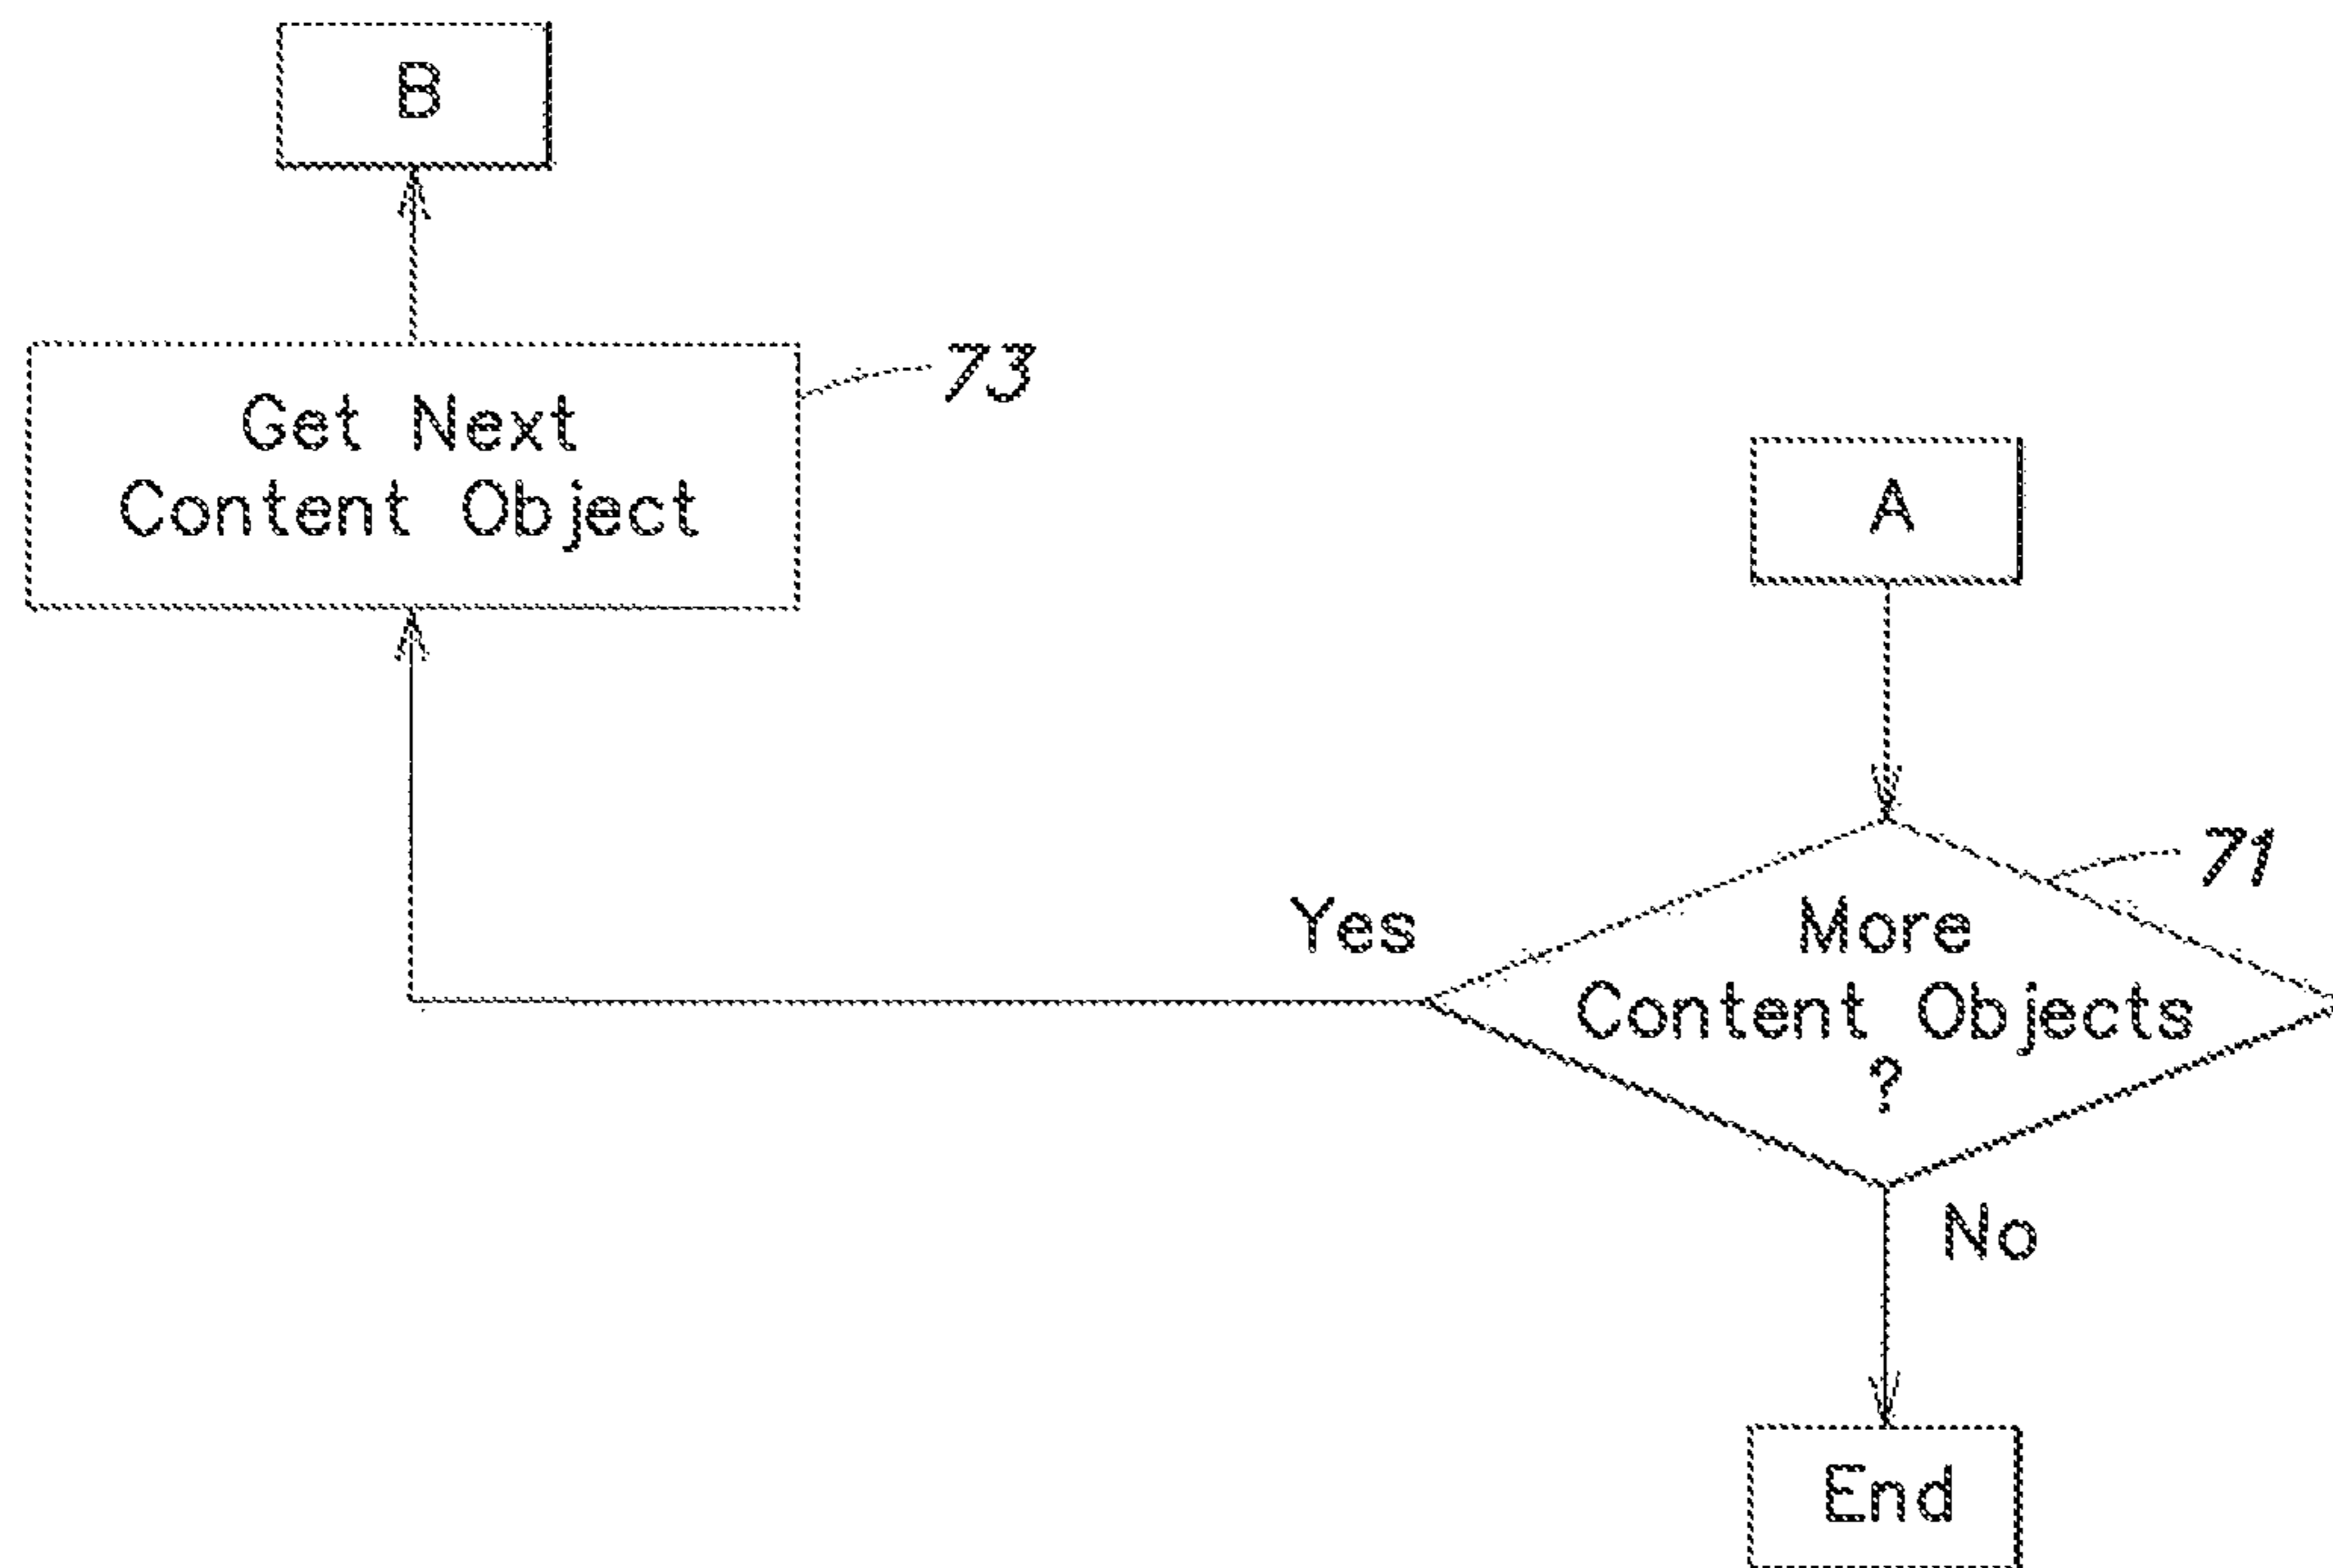 B
73
Get Next
Content Object
A
71
Yes
More
Content Objects
?
No
End